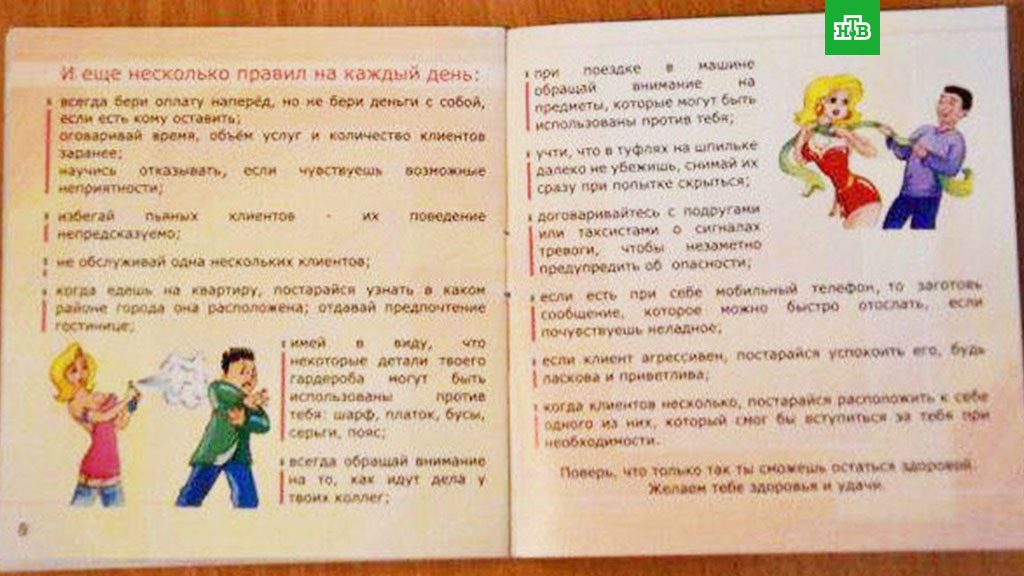 НТВ
И еще несколько правил на каждый день:
всегда бери оплату наперёд, но не бери деньги с собой,
если есть кому оставить;
оговаривай время, объём услуг и количество клиентов
заранее;
научись отказывать, если чувствуешь возможные
неприятности;
избегай пьяных клиентов - их поведение
непредсказуемо;
не обслуживай одна нескольких клиентов;
когда едешь на квартиру, постарайся узнать в каком
районе города она расположена; отдавай предпочтение
гостинице;
имей в виду, что
некоторые детали твоего
гардероба могут быть
использованы против
тебя: шарф, платок, бусы,
серьги, пояс;
всегда обращай внимание
на то, как идут дела у
твоих коллег;
8
при поездке в машине
обращай внимание на
предметы, которые могут быть
использованы против тебя;
учти, что в туфлях на шпильке
далеко не убежишь, снимай их
сразу при попытке скрыться;
договаривайтесь с подругами
или таксистами о сигналах
тревоги, чтобы незаметно
предупредить об опасности;
если есть при себе мобильный телефон, то заготовь
сообщение, которое можно быстро отослать, если
почувствуешь неладное;
если клиент агрессивен, постарайся успокоить его, будь
ласкова и приветлива;
когда клиентов несколько, постарайся расположить к себе
одного из них, который смог бы вступиться за тебя при
необходимости.
Поверь, что только так ты сможешь остаться здоровой.
Желаем тебе здоровья и удачи.